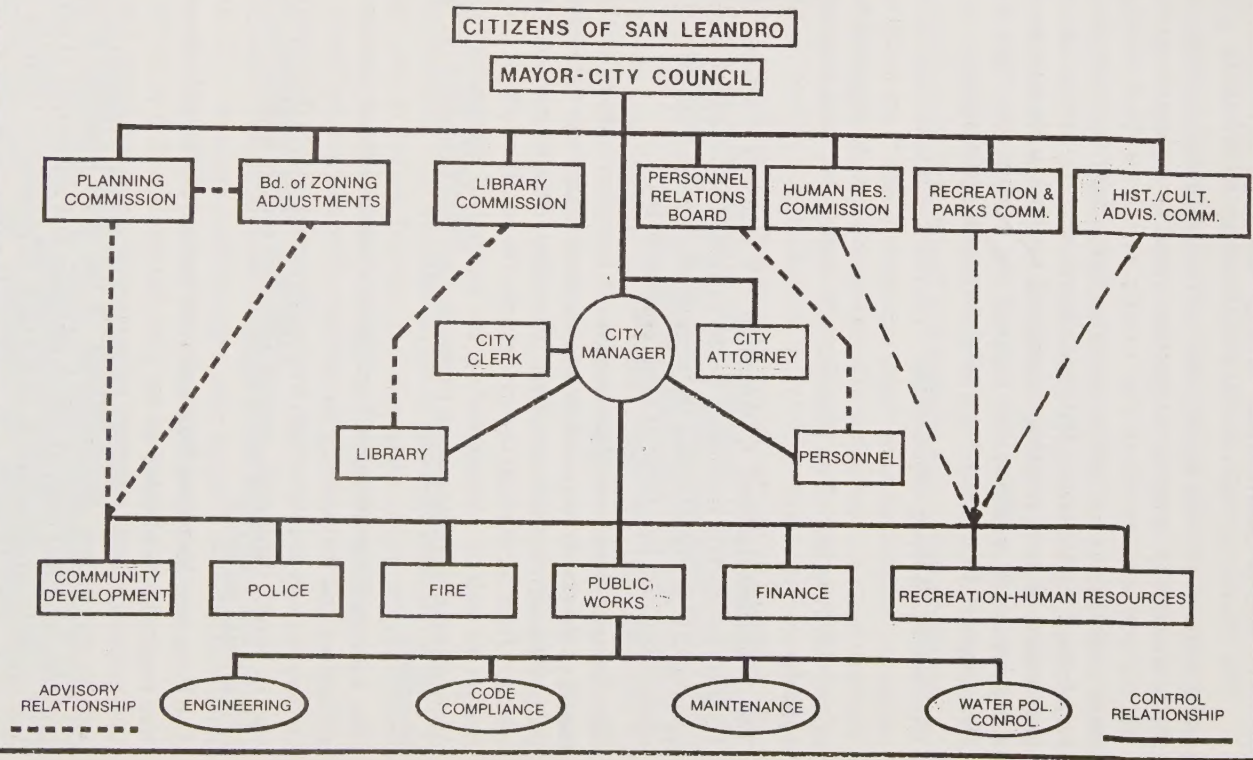 CITIZENS OF SAN LEANDRO
MAYOR-CITY COUNCIL
PLANNING
COMMISSION
Bd. of ZONING
ADJUSTMENTS
LIBRARY
COMMISSION
PERSONNEL
RELATIONS
BOARD
HUMAN RES.
COMMISSION
RECREATION &
PARKS COMM.
HIST./CULT.
ADVIS. COMM.
CITY
CLERK
CITY
MANAGER
CITY
ATTORNEY
LIBRARY
PERSONNEL
COMMUNITY
DEVELOPMENT
POLICE
FIRE
PUBLIC
WORKS
FINANCE
RECREATION-HUMAN RESOURCES
ADVISORY
RELATIONSHIP
ENGINEERING
CODE
COMPLIANCE
MAINTENANCE
WATER POL.
CONROL
CONTROL
RELATIONSHIP